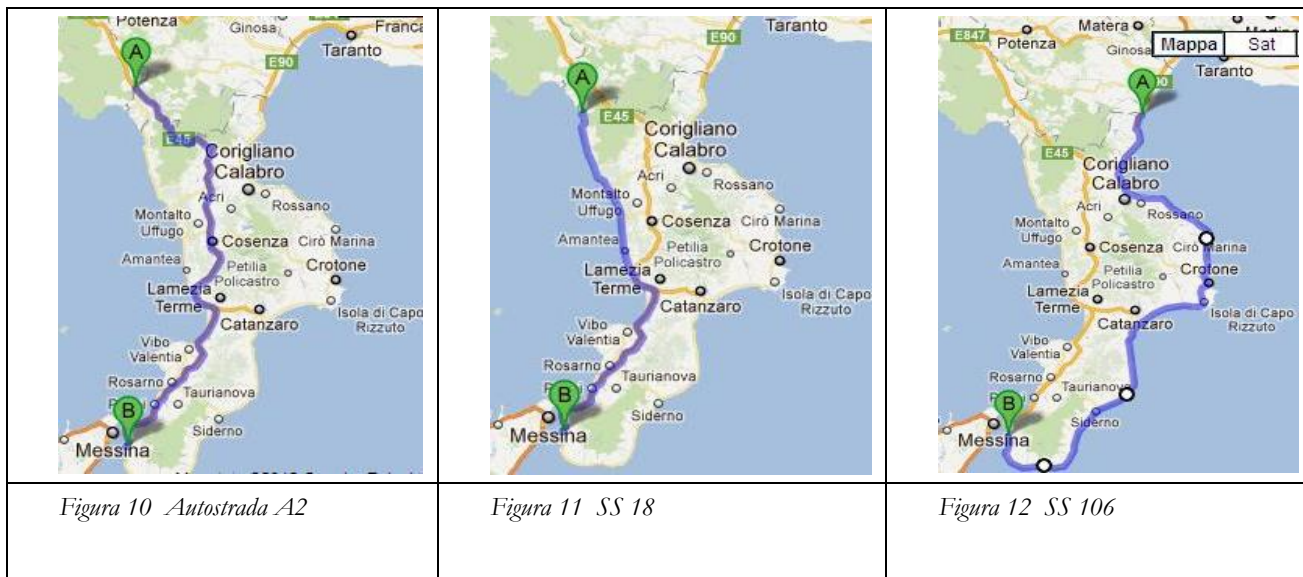 Potenza
Ginosa
Franca
Taranto
A
E90
E45
Corigliano
Calabro
Acri
Rossano
Montalto
Uffugo
Cosenza
Cirò Marina
Amantea
Petilia
Policastro
Crotone
Lamezia
Terme
Catanzaro
Isola di Capo
Rizzuto
Vibo
Valentia
Rosarno
Taurianova
B
Siderno
Messina
Figura 10 Autostrada A2
E90
Taranto
A
E45
Corigliano
Calabro
Acri
Rossano
Montalto
Uffugo
Cosenza
Cirò Marina
Amantea
Petilia
Policastro
Crotone
Lamezia
Terme
Catanzaro
Isola di Capo
Rizzuto
Vibo
Valentia
Rosarno
Taurianova
B
Siderno
Messina
Figura 11 SS 18
E847
Potenza
Matera
Ginosa
Mappa
Sat
Taranto
A
E45
Corigliano
Calabro
Acri
Rossano
Montalto
Uffugo
Cosenza
Cirò Marina
Amantea
Petilia
Policastro
Crotone
Lamezia
Terme
Catanzaro
Isola di Capo
Rizzuto
Vibo
Valentia
Rosarno
Taurianova
B
Siderno
Messina
Figura 12 SS 106